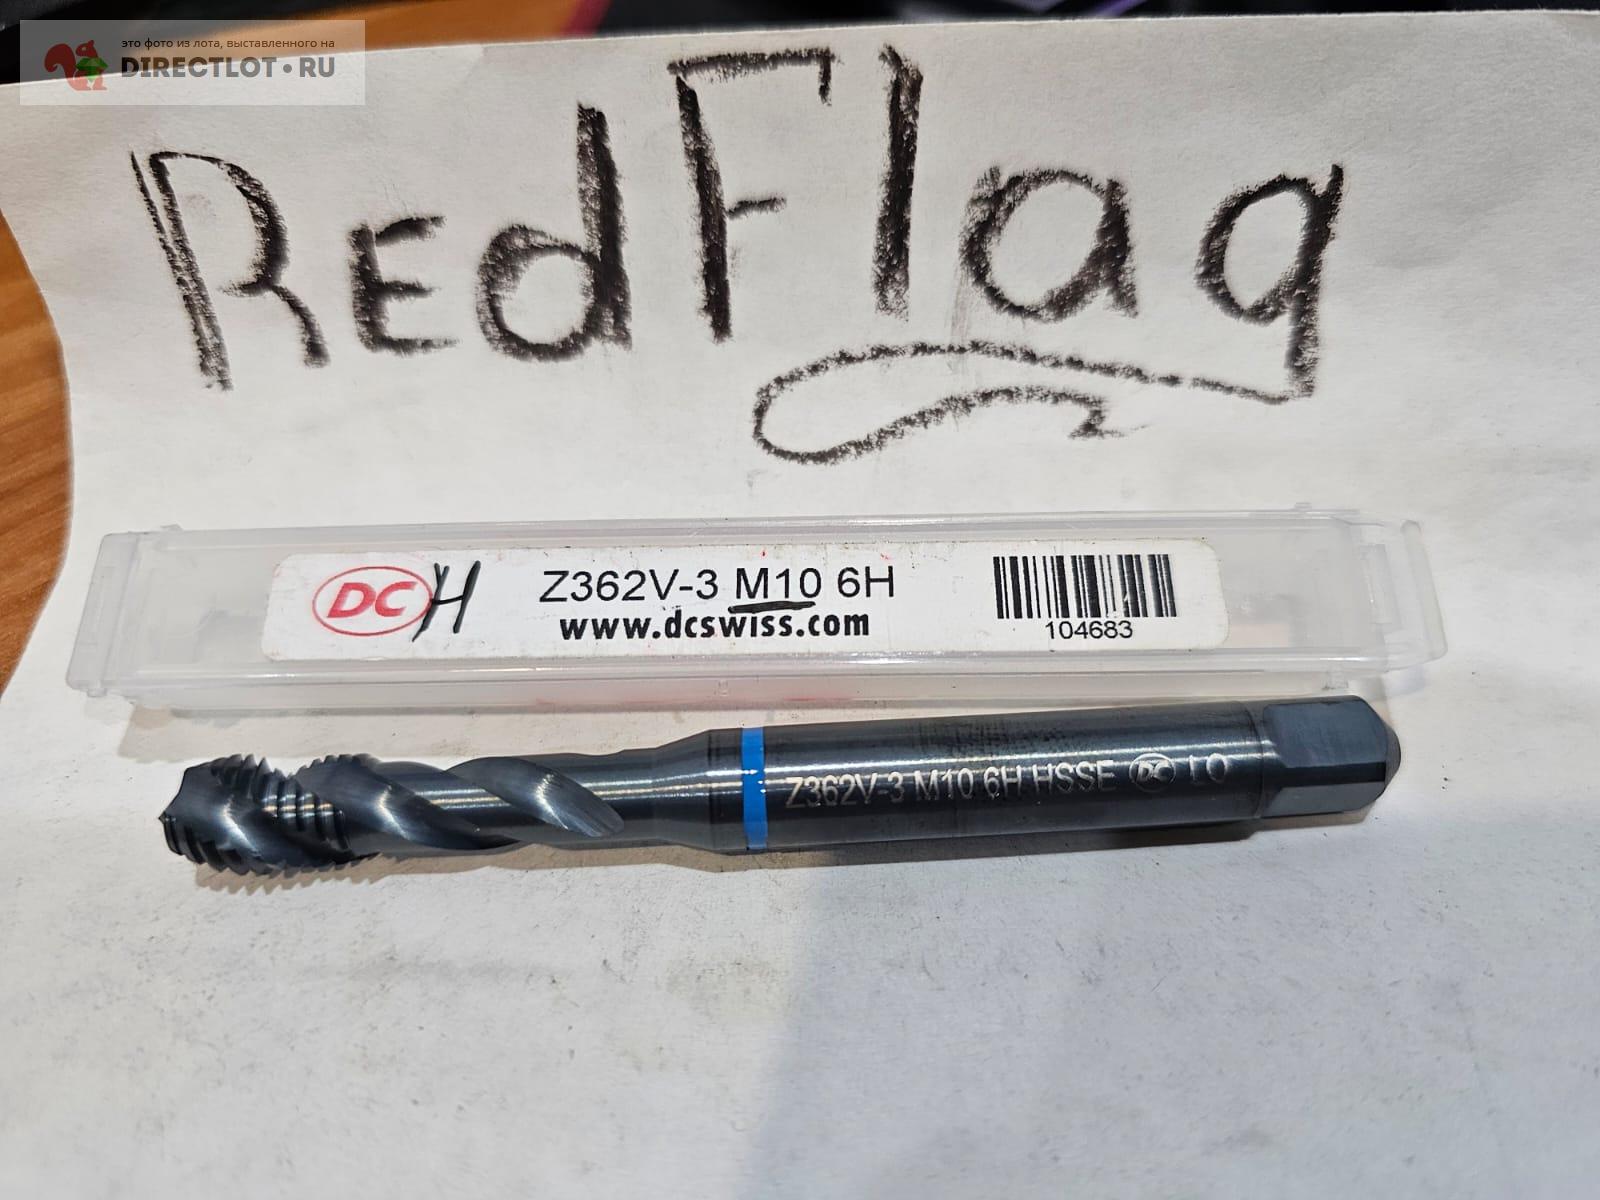 это фото из лота, выставленного на
DIRECTLOT•RU
RedFlag
DC H Z362V-3 M10 6H
www.dcswiss.com
104683
Z362V-3 M10 6H HSSE DC IO